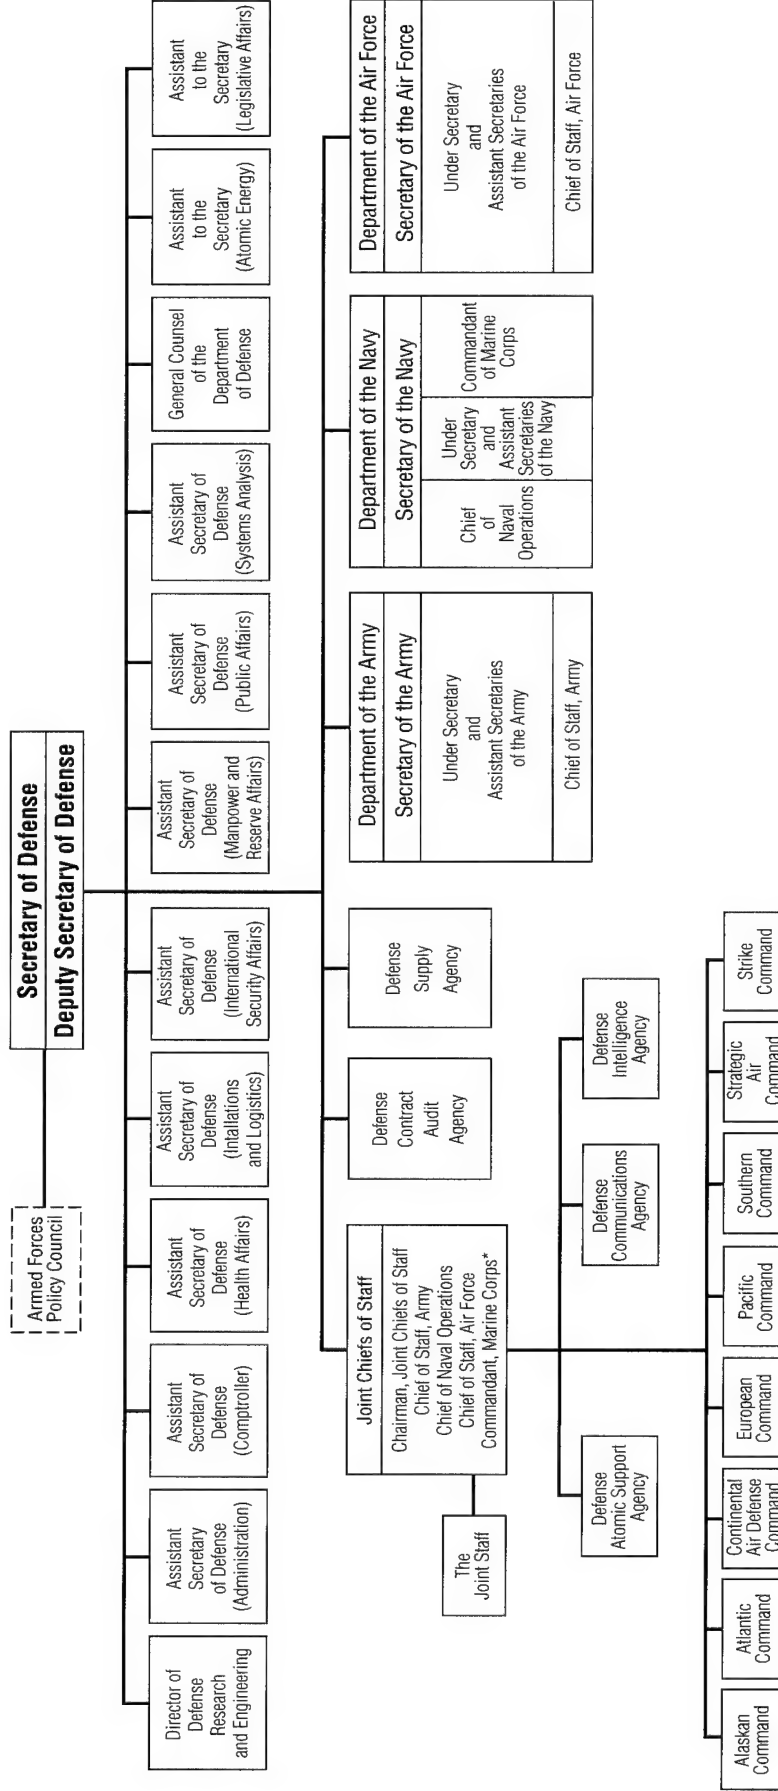 Secretary of Defense
Deputy Secretary of Defense
Armed Forces
Policy Council
Director of
Defense
Research
and Engineering
Assistant
Secretary
of Defense
(Administration)
Assistant
Secretary of
Defense
(Comptroller)
Assistant
Secretary of
Defense
(Health Affairs)
Assistant
Secretary of
Defense
(Intallations
and Logistics)
Assistant
Secretary of
Defense
(International
Security Affairs)
Assistant
Secretary of
Defense
(Manpower and
Reserve Affairs)
Assistant
Secretary of
Defense
(Public Affairs)
Assistant
Secretary of
Defense
(Systems Analysis)
General Counsel
of the
Department
of Defense
Assistant
to the
Secretary
(Atomic Energy)
Assistant
to the
Secretary
(Legislative Affairs)
Joint Chiefs of Staff
Chairman, Joint Chiefs of Staff
Chief of Staff, Army
Chief of Naval Operations
Chief of Staff, Air Force
Commandant, Marine Corps*
The
Joint Staff
Defense
Contract
Audit
Agency
Defense
Supply
Agency
Department of the Army
Secretary of the Army
Under Secretary
and
Assistant Secretaries
of the Army
Chief of Staff, Army
Department of the Navy
Secretary of the Navy
Chief
of
Naval
Operations
Under
Secretary
and
Assistant
Secretaries
of the Navy
Commandant
of Marine
Corps
Department of the Air Force
Secretary of the Air Force
Under Secretary
and
Assistant Secretaries
of the Air Force
Chief of Staff, Air Force
Defense
Atomic Support
Agency
Defense
Communications
Agency
Defense
Intelligence
Agency
Alaskan
Command
Atlantic
Command
Continental
Air Defense
Command
European
Command
Pacific
Command
Southern
Command
Strategic
Air
Command
Strike
Command